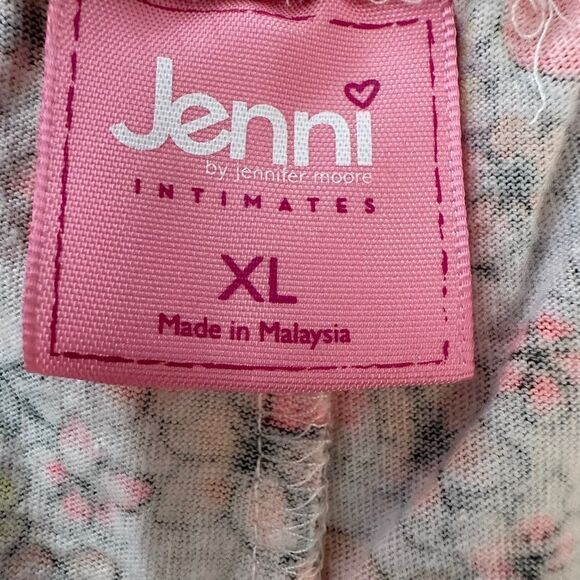 Jenni
by jennifer moore
INTIMATES
XL
Made in Malaysia